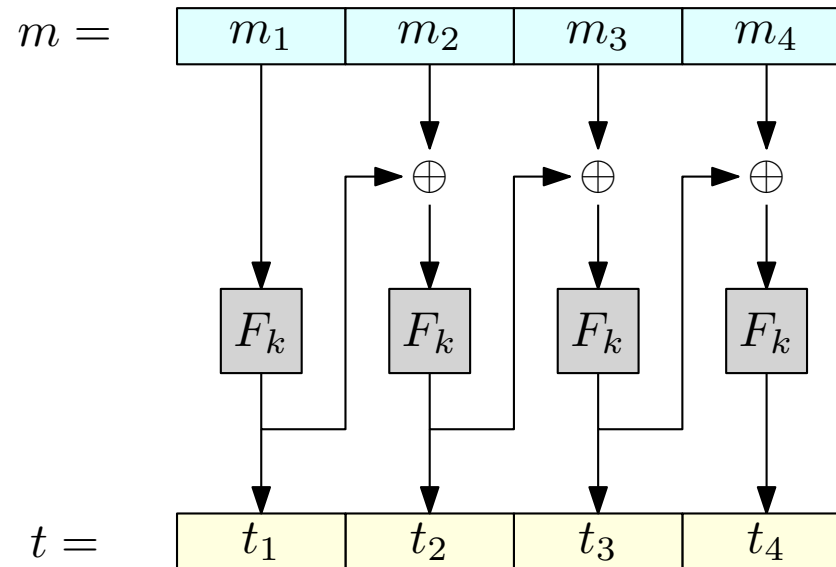 m = m₁ m₂ m₃ m₄
⊕ ⊕ ⊕
Fₖ Fₖ Fₖ Fₖ
t = t₁ t₂ t₃ t₄